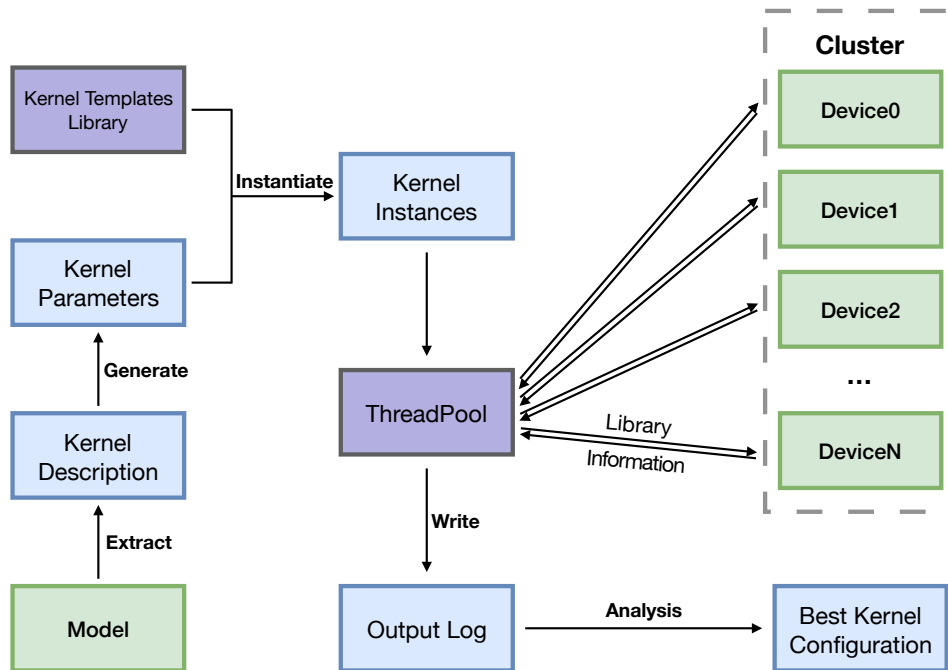 Cluster
Kernel Templates
Library
Device0
Instantiate
Kernel
Instances
Device1
Kernel
Parameters
Device2
...
Generate
ThreadPool
Library
Information
Kernel
Description
DeviceN
Write
Extract
Model
Output Log
Analysis
Best Kernel
Configuration